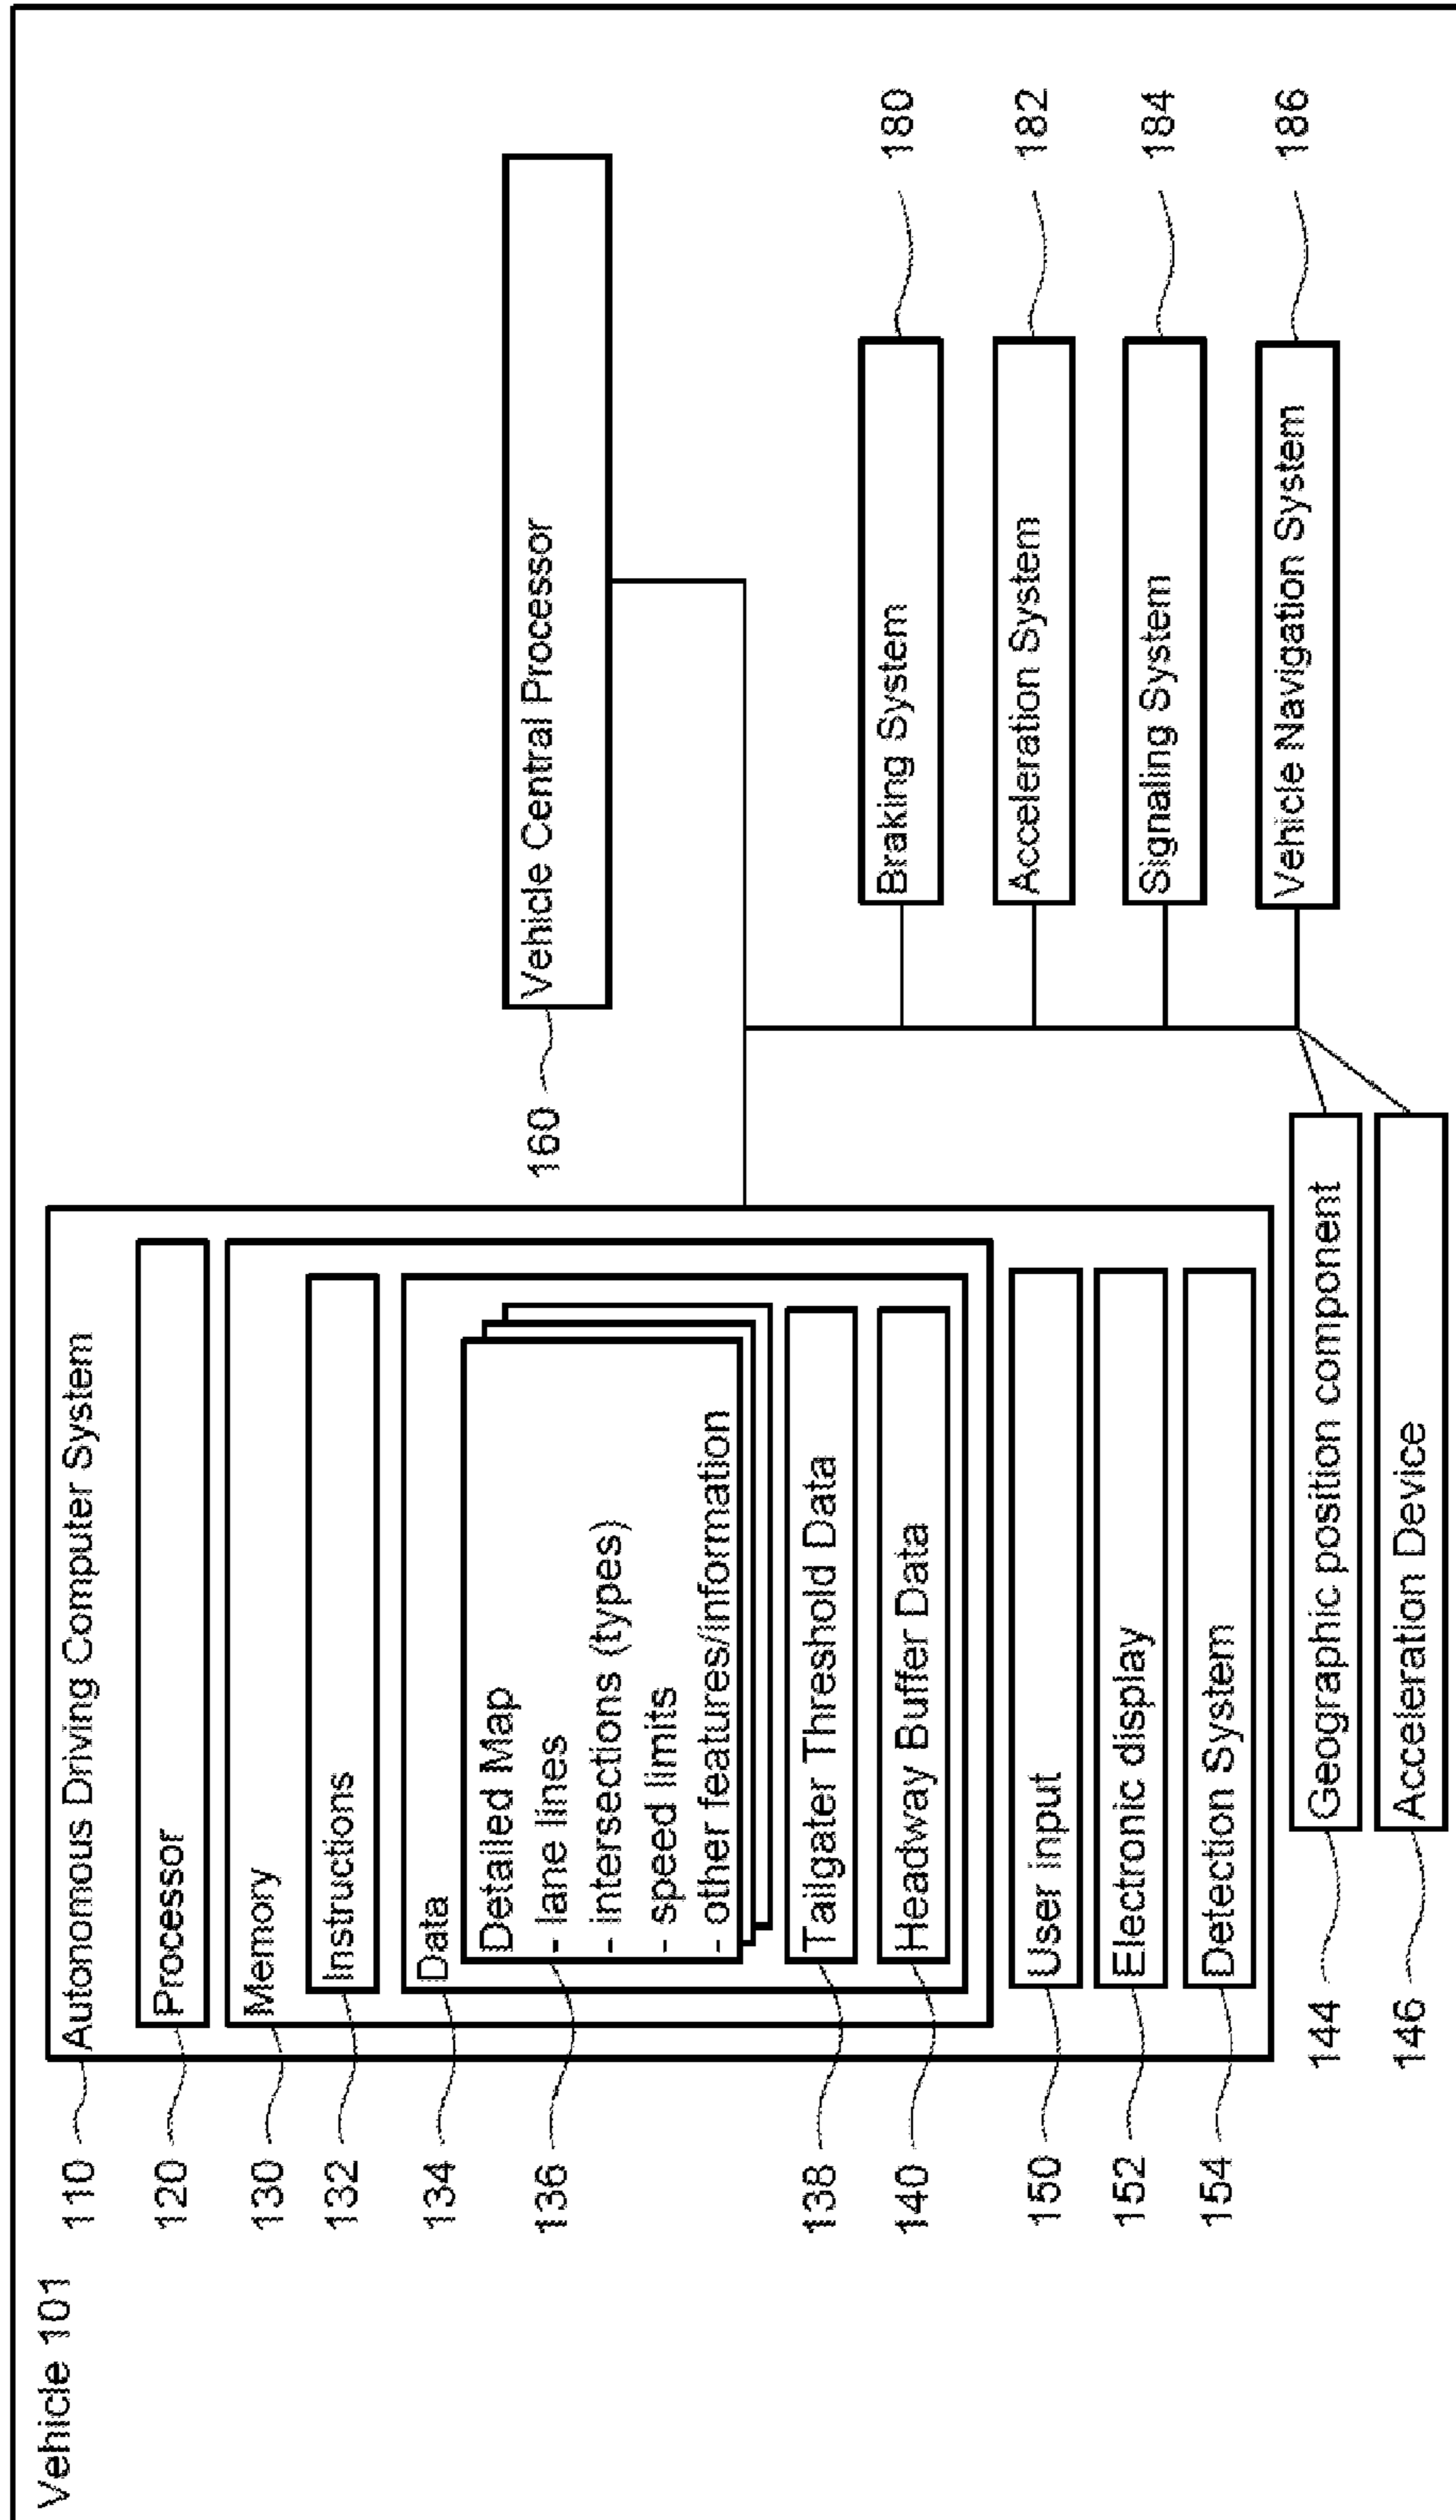 Vehicle 101
110
Autonomous Driving Computer System
120
Processor
130
Memory
132
Instructions
134
Data
136
Detailed Map
- lane lines
- intersections (types)
- speed limits
- other features/information
138
Tailgater Threshold Data
140
Headway Buffer Data
150
User input
152
Electronic display
154
Detection System
144
Geographic position component
146
Acceleration Device
160
Vehicle Central Processor
Braking System
180
Acceleration System
182
Signaling System
184
Vehicle Navigation System
186